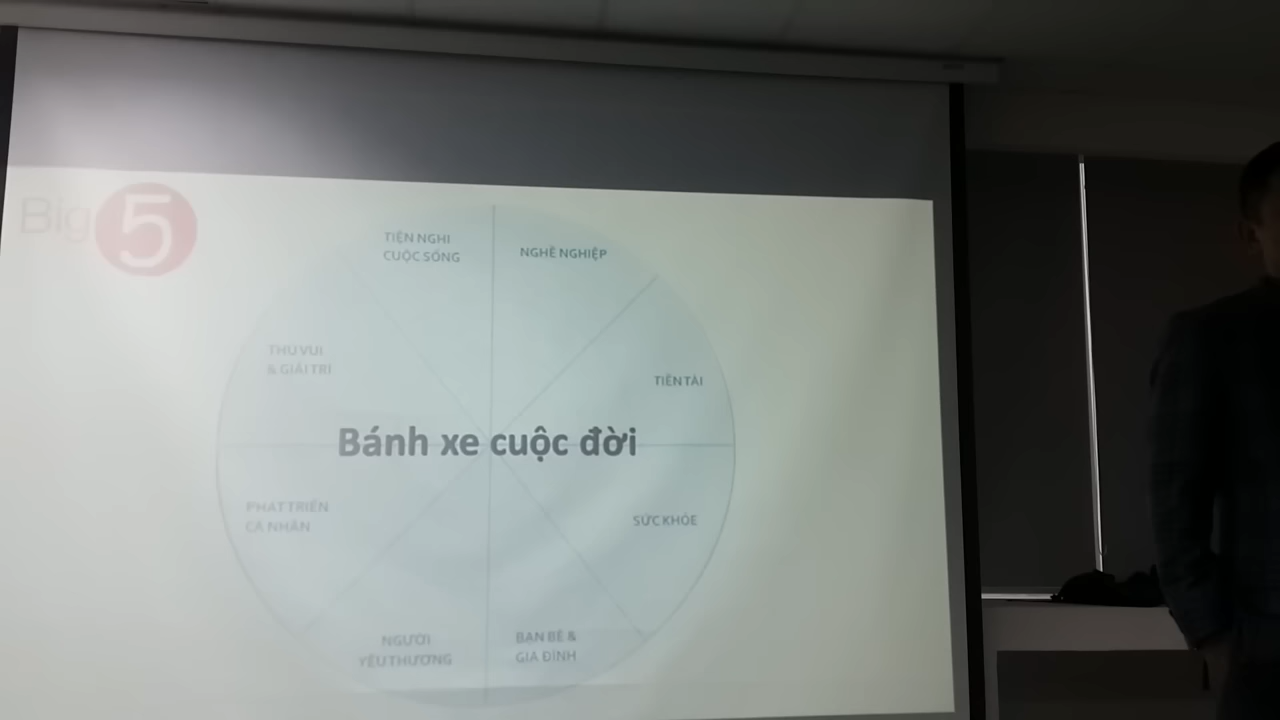 Big 5
TIỆN NGHI
CUỘC SỐNG
NGHỀ NGHIỆP
THÚ VUI
& GIẢI TRÍ
TIỀN TÀI
Bánh xe cuộc đời
PHÁT TRIỂN
CÁ NHÂN
SỨC KHỎE
NGƯỜI
YÊU THƯƠNG
BẠN BÈ &
GIA ĐÌNH